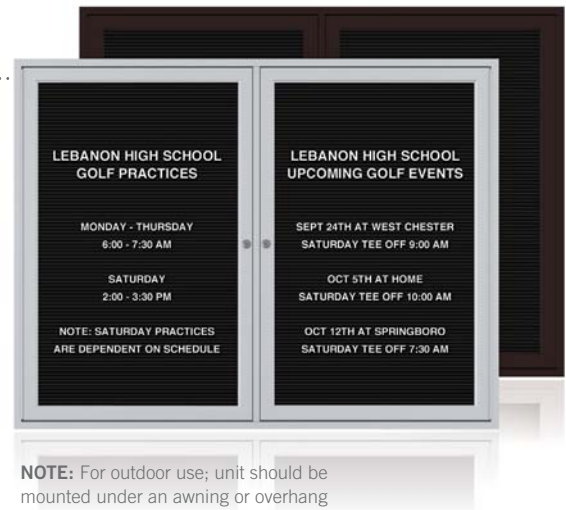 LEBANON HIGH SCHOOL
GOLF PRACTICES
MONDAY - THURSDAY
6:00 - 7:30 AM
SATURDAY
2:00 - 3:30 PM
NOTE: SATURDAY PRACTICES
ARE DEPENDENT ON SCHEDULE
LEBANON HIGH SCHOOL
UPCOMING GOLF EVENTS
SEPT 24TH AT WEST CHESTER
SATURDAY TEE OFF 9:00 AM
OCT 5TH AT HOME
SATURDAY TEE OFF 10:00 AM
OCT 12TH AT SPRINGBORO
SATURDAY TEE OFF 7:30 AM
NOTE: For outdoor use; unit should be
mounted under an awning or overhang